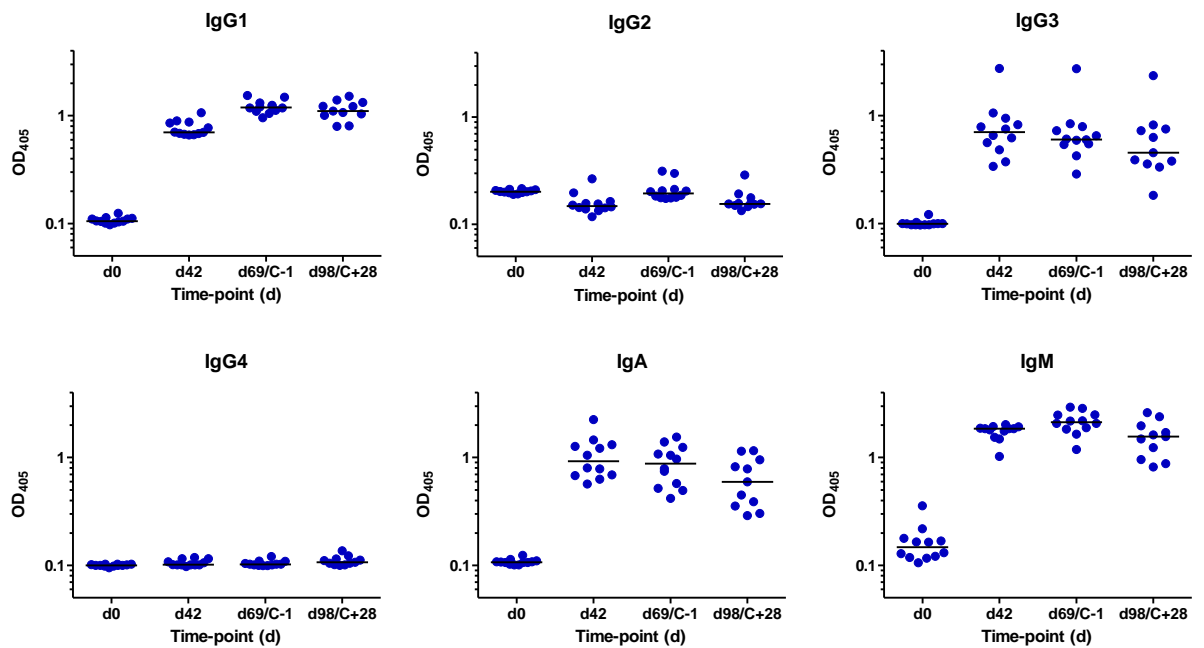 IgG1
IgG2
IgG3
OD405
1
0.1
d0 d42 d69/C-1 d98/C+28
Time-point (d)
OD405
1
0.1
d0 d42 d69/C-1 d98/C+28
Time-point (d)
OD405
1
0.1
d0 d42 d69/C-1 d98/C+28
Time-point (d)
IgG4
IgA
IgM
OD405
1
0.1
d0 d42 d69/C-1 d98/C+28
Time-point (d)
OD405
1
0.1
d0 d42 d69/C-1 d98/C+28
Time-point (d)
OD405
1
0.1
d0 d42 d69/C-1 d98/C+28
Time-point (d)